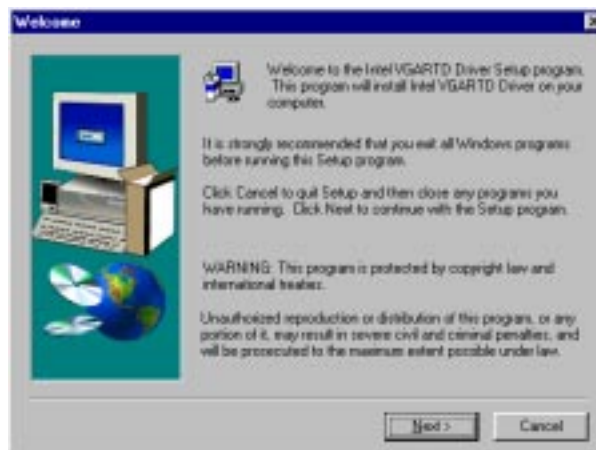 Welcome
Welcome to the Intel VGARTD Driver Setup program.
This program will install Intel VGARTD Driver on your
computer.
It is strongly recommended that you exit all Windows programs
before running this Setup program.
Click Cancel to quit Setup and then close any programs you
have running. Click Next to continue with the Setup program.
WARNING: This program is protected by copyright law and
international treaties.
Unauthorized reproduction or distribution of this program, or any
portion of it, may result in severe civil and criminal penalties, and
will be prosecuted to the maximum extent possible under law.
Next >
Cancel